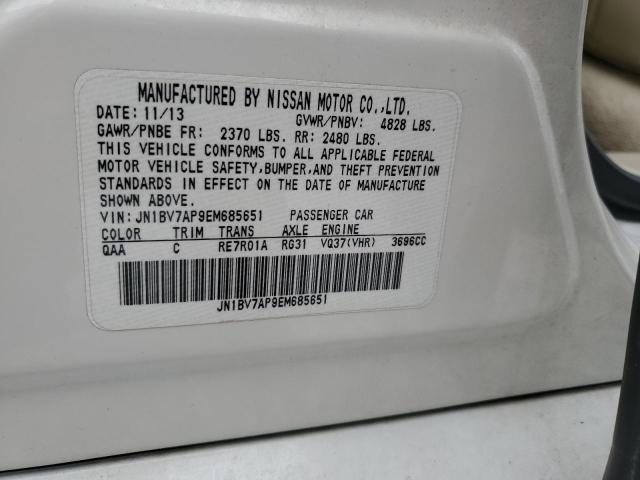 MANUFACTURED BY NISSAN MOTOR CO.,LTD.
DATE: 11/13 GVWR/PNBV: 4828 LBS.
GAWR/PNBE FR: 2370 LBS. RR: 2480 LBS.
THIS VEHICLE CONFORMS TO ALL APPLICABLE FEDERAL
MOTOR VEHICLE SAFETY,BUMPER,AND THEFT PREVENTION
STANDARDS IN EFFECT ON THE DATE OF MANUFACTURE
SHOWN ABOVE.
VIN: JN1BV7AP9EM685651 PASSENGER CAR
COLOR TRIM TRANS AXLE ENGINE
QAA C RE7R01A RG31 VQ37(VHR) 3696CC
JN1BV7AP9EM685651